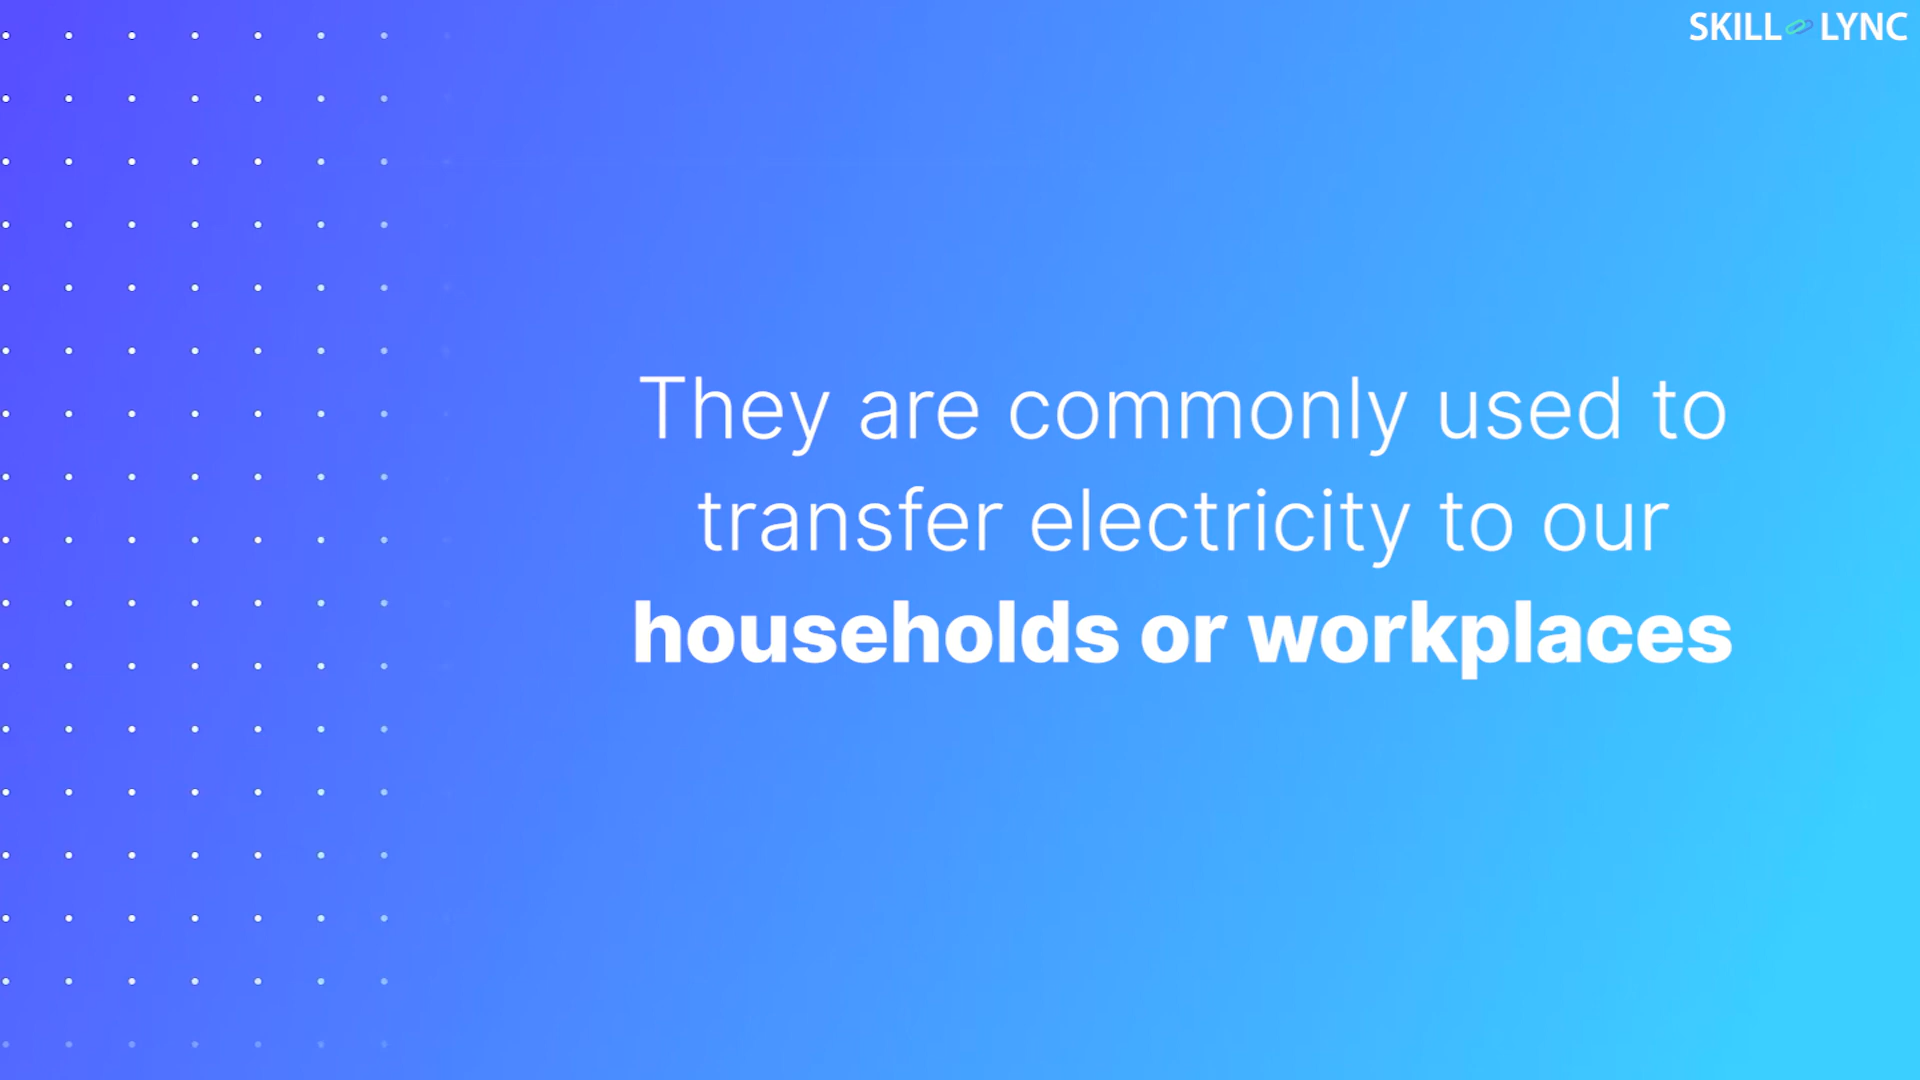 SKILL LYNC
They are commonly used to
transfer electricity to our
households or workplaces